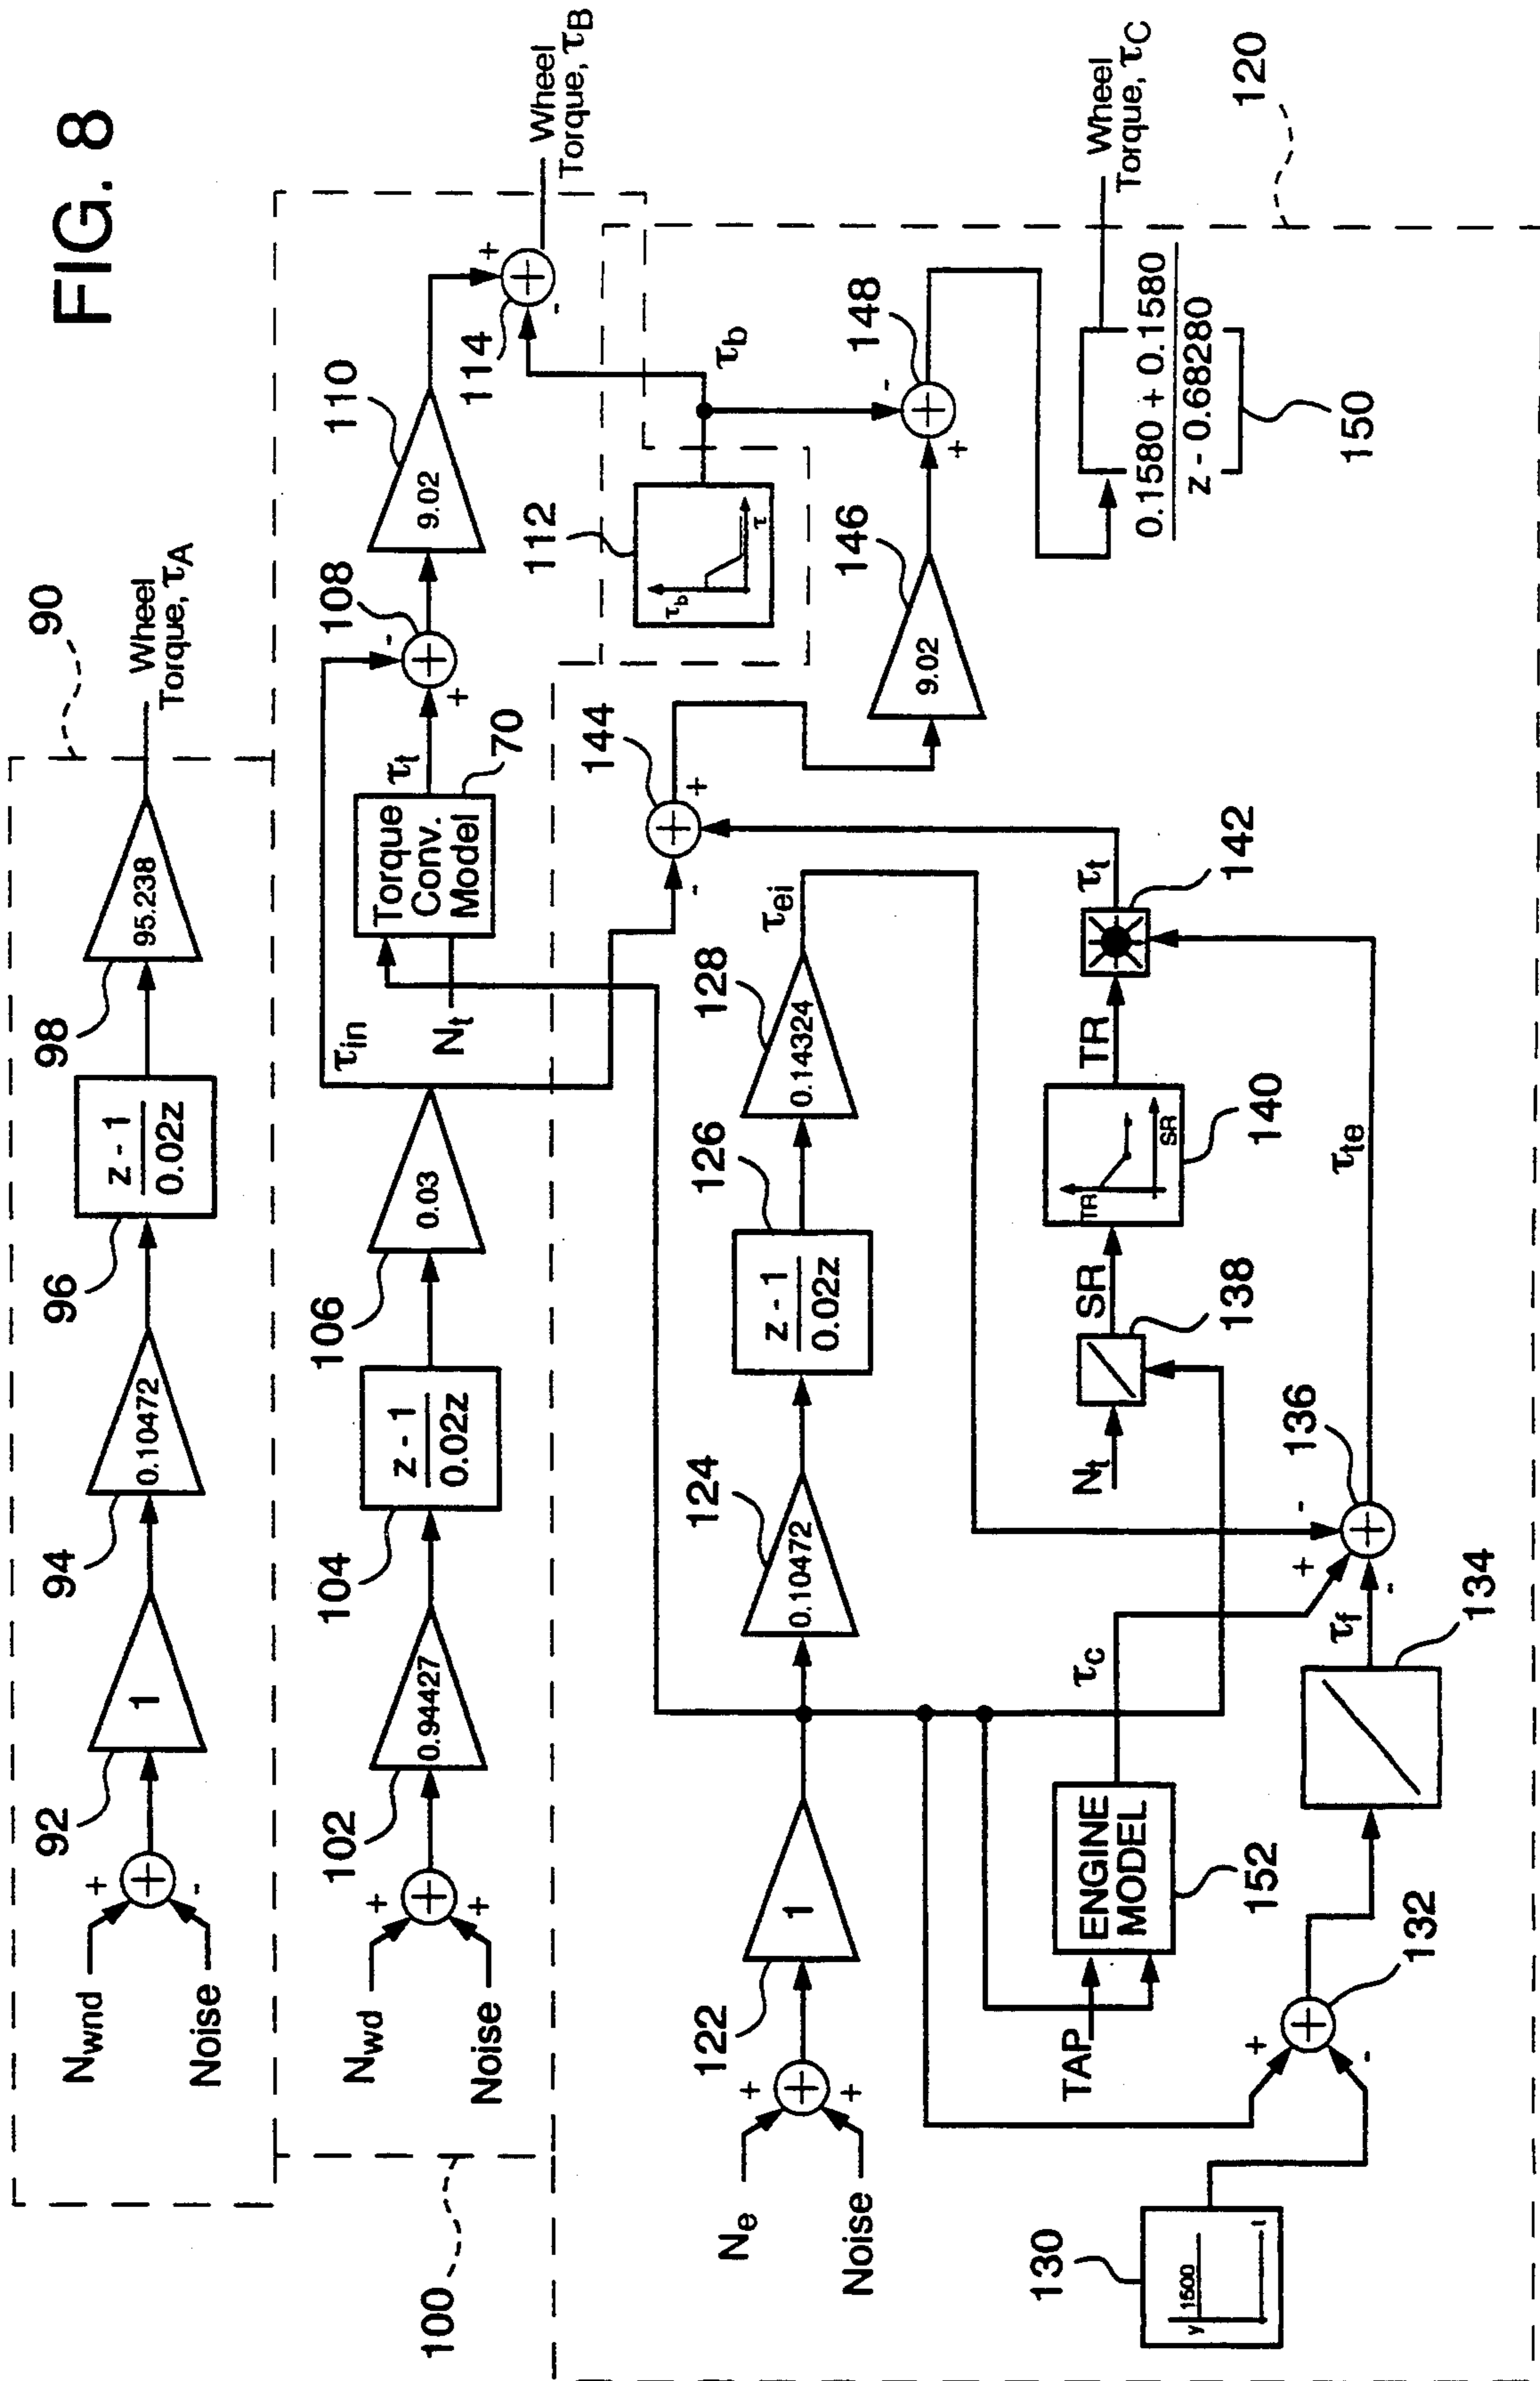 FIG. 8
90
Nwnd
Noise
+
-
92
1
94
0.10472
96
z - 1
0.02z
98
95.238
Wheel
Torque, τA
100
Nwd
Noise
+
+
102
0.94427
104
z - 1
0.02z
106
0.03
τin
Nt
Torque
Conv.
Model
70
τt
108
+
-
110
9.02
114
+
-
Wheel
Torque, τB
112
τb
τ
τb
120
Ne
Noise
+
+
122
1
124
0.10472
126
z - 1
0.02z
128
0.14324
τei
144
-
+
146
9.02
148
+
-
TAP
ENGINE
MODEL
152
τc
Nt
138
SR
140
TR
SR
TR
142
τt
130
y
1500
t
132
+
-
134
τf
136
+
-
-
τte
0.1580 + 0.1580
z - 0.68280
150
Wheel
Torque, τC